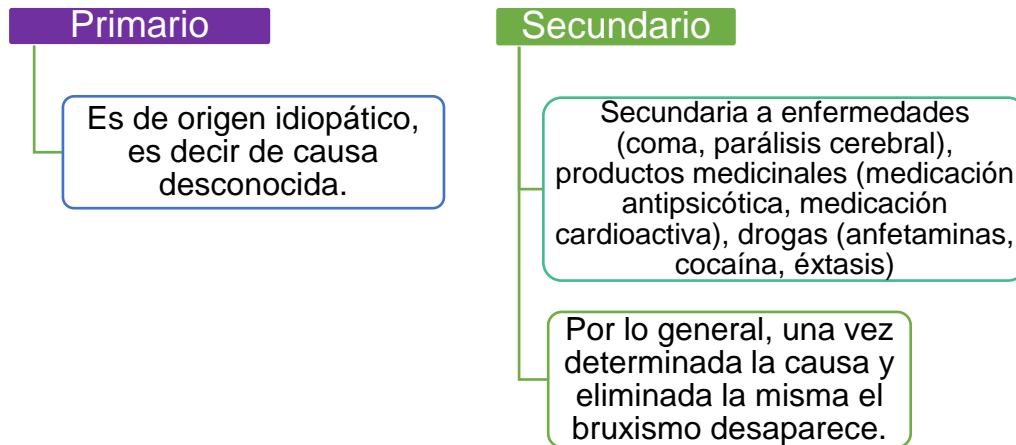 Primario
Es de origen idiopático,
es decir de causa
desconocida.
Secundario
Secundaria a enfermedades
(coma, parálisis cerebral),
productos medicinales (medicación
antipsicótica, medicación
cardioactiva), drogas (anfetaminas,
cocaína, éxtasis)
Por lo general, una vez
determinada la causa y
eliminada la misma el
bruxismo desaparece.